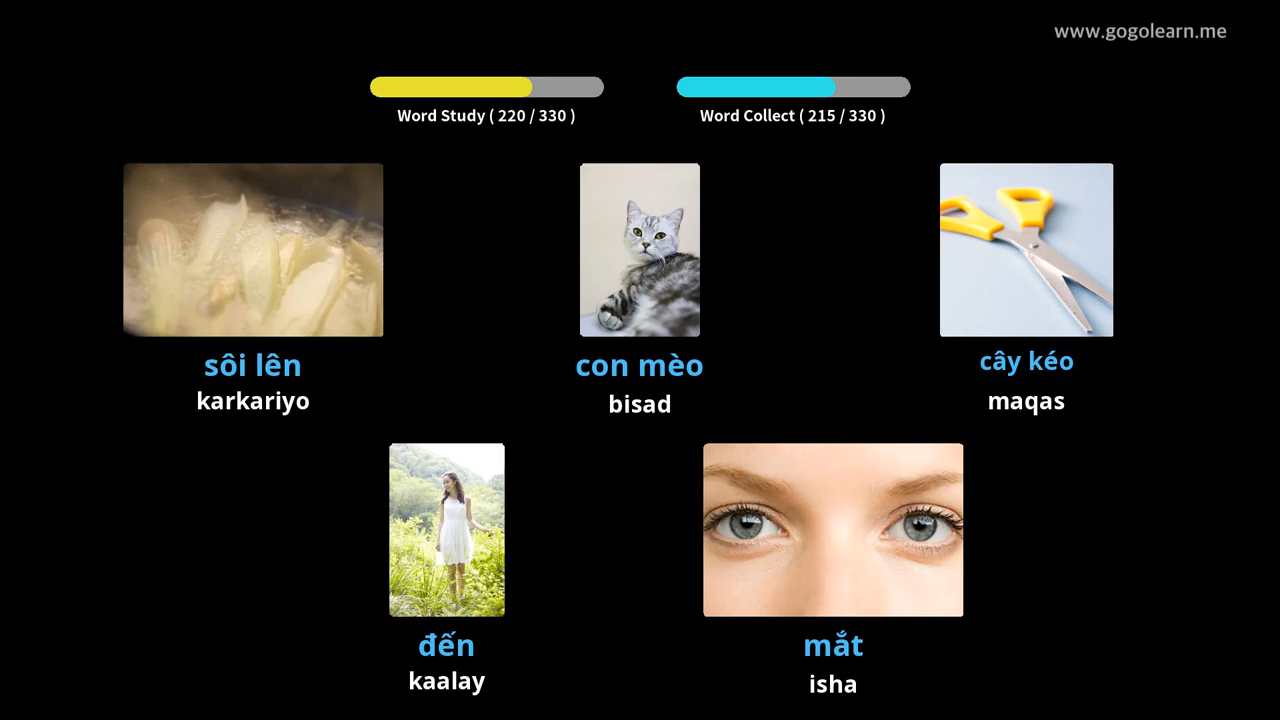 www.gogolearn.me
Word Study ( 220 / 330 )
Word Collect ( 215 / 330 )
sôi lên
karkariyo
con mèo
bisad
cây kéo
maqas
đến
kaalay
mắt
isha